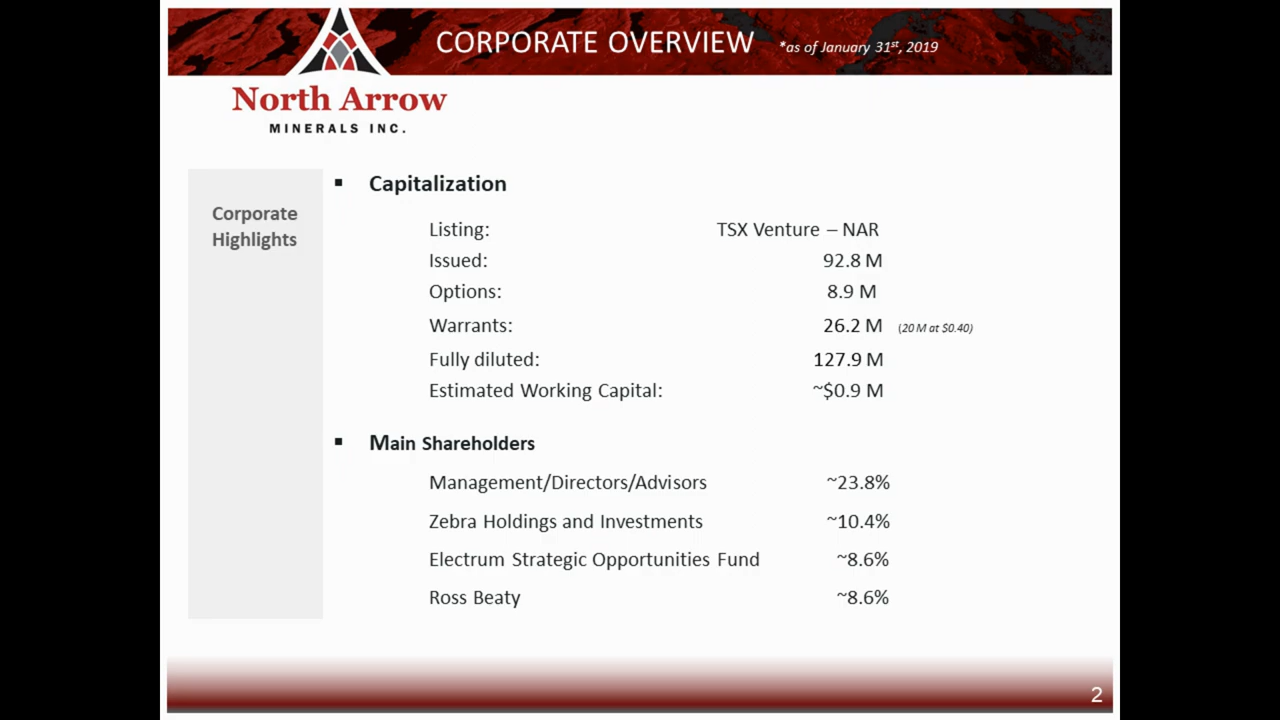 CORPORATE OVERVIEW *as of January 31st, 2019
North Arrow
MINERALS INC.
Corporate
Highlights
▪ Capitalization
Listing: TSX Venture – NAR
Issued: 92.8 M
Options: 8.9 M
Warrants: 26.2 M (20 M at $0.40)
Fully diluted: 127.9 M
Estimated Working Capital: ~$0.9 M
▪ Main Shareholders
Management/Directors/Advisors ~23.8%
Zebra Holdings and Investments ~10.4%
Electrum Strategic Opportunities Fund ~8.6%
Ross Beaty ~8.6%
2